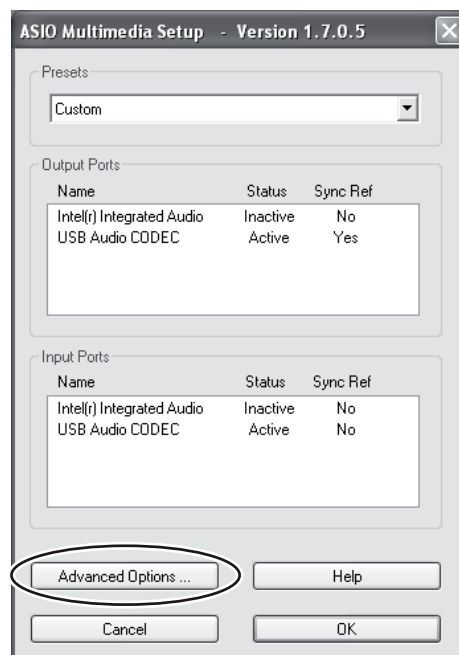 ASIO Multimedia Setup - Version 1.7.0.5
Presets
Custom
Output Ports
Name Status Sync Ref
Intel(r) Integrated Audio Inactive No
USB Audio CODEC Active Yes
Input Ports
Name Status Sync Ref
Intel(r) Integrated Audio Inactive No
USB Audio CODEC Active No
Advanced Options ... Help
Cancel OK